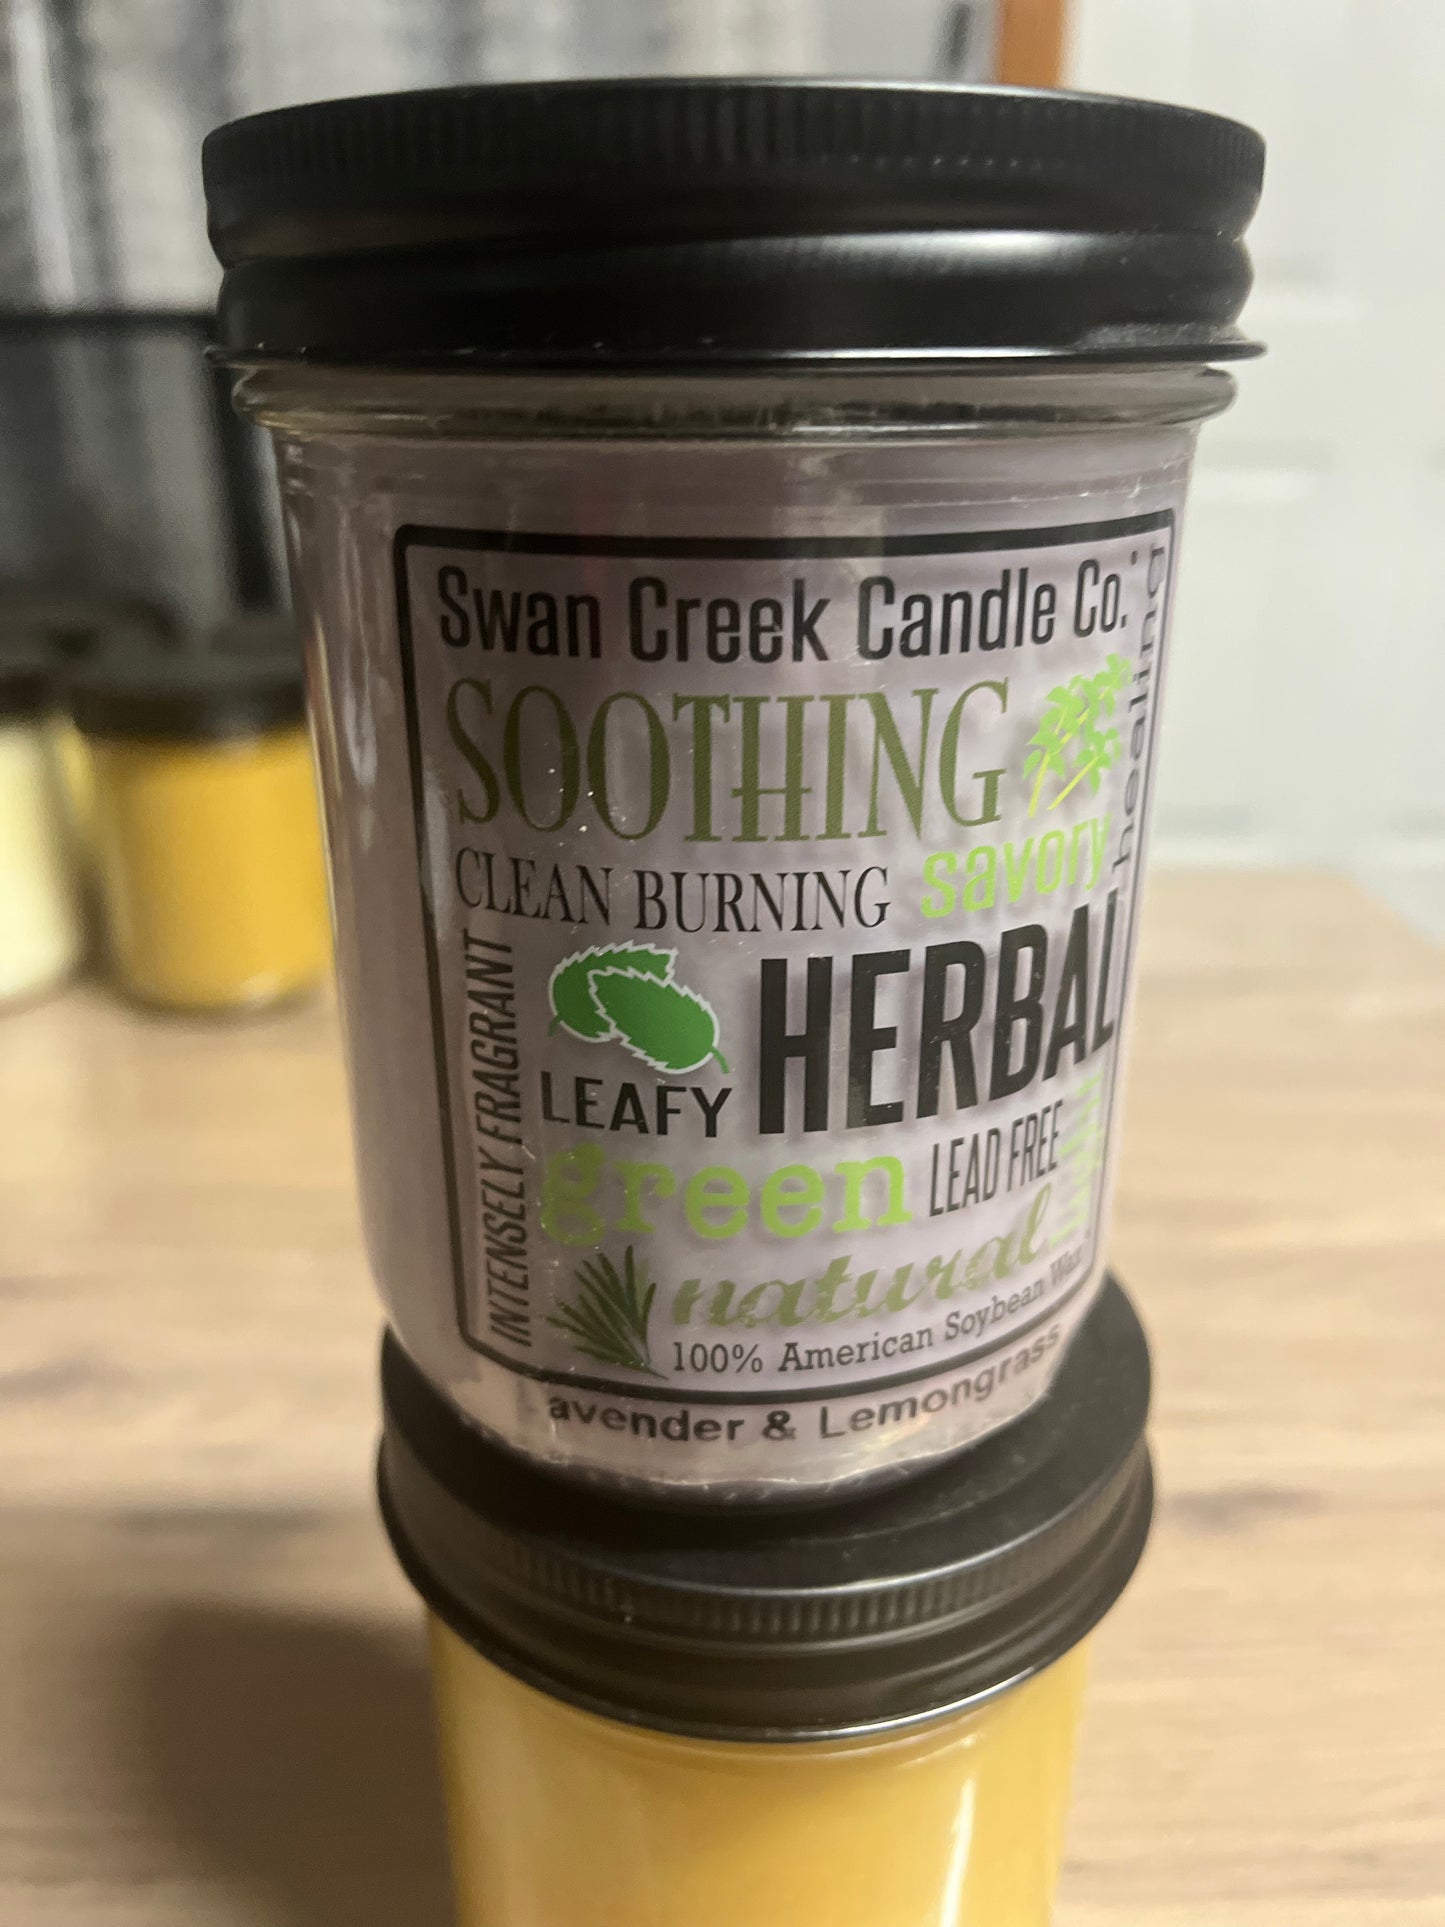 Swan Creek Candle Co.®
healing
SOOTHING
savory
CLEAN BURNING
INTENSELY FRAGRANT
LEAFY
HERBAL
green
LEAD FREE
natural
100% American Soybean Wax
avender & Lemongrass